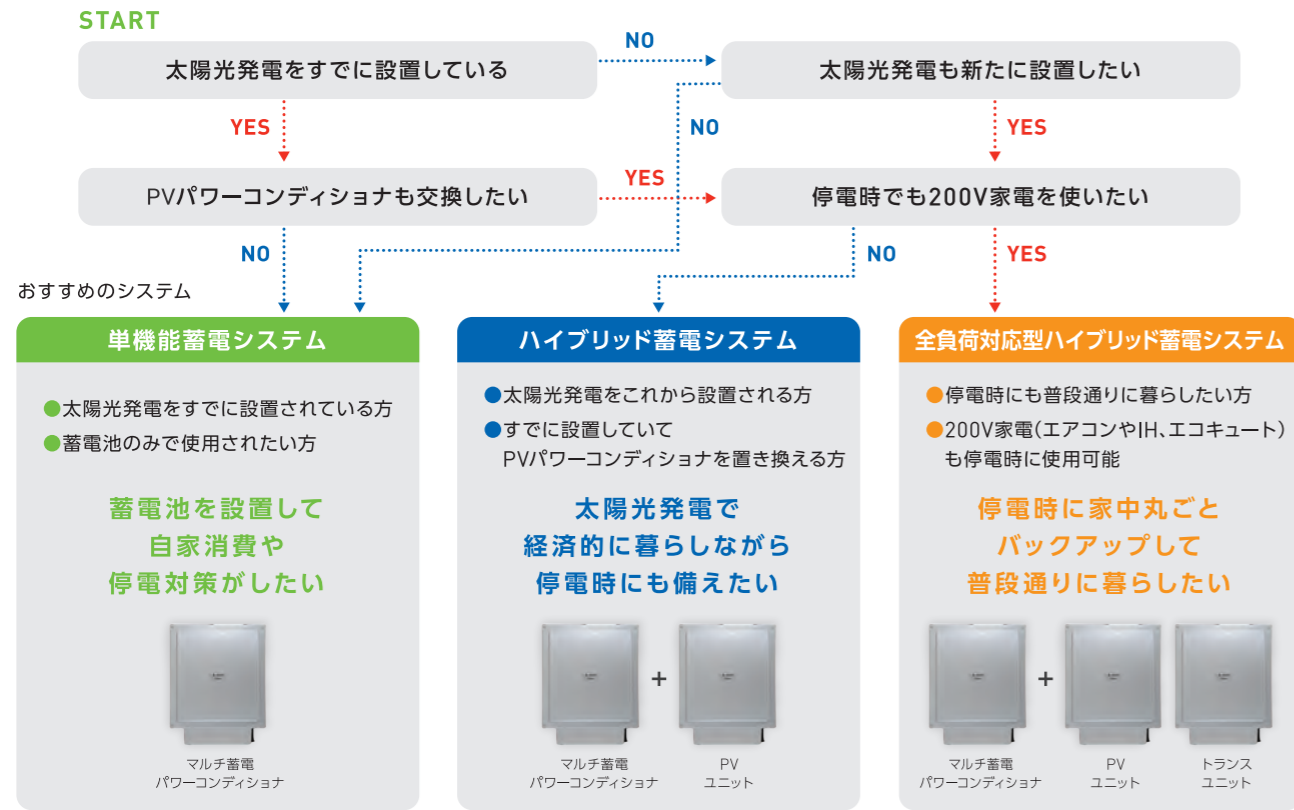 START
太陽光発電をすでに設置している
NO
太陽光発電も新たに設置したい
YES
NO
YES
PVパワーコンディショナも交換したい
YES
停電時でも200V家電を使いたい
NO
NO
YES
おすすめのシステム
単機能蓄電システム
●太陽光発電をすでに設置されている方
●蓄電池のみで使用されたい方
蓄電池を設置して
自家消費や
停電対策がしたい
マルチ蓄電
パワーコンディショナ
ハイブリッド蓄電システム
●太陽光発電をこれから設置される方
●すでに設置していて
PVパワーコンディショナを置き換える方
太陽光発電で
経済的に暮らしながら
停電時にも備えたい
マルチ蓄電
パワーコンディショナ
+
PV
ユニット
全負荷対応型ハイブリッド蓄電システム
●停電時にも普段通りに暮らしたい方
●200V家電(エアコンやIH、エコキュート)
も停電時に使用可能
停電時に家中丸ごと
バックアップして
普段通りに暮らしたい
マルチ蓄電
パワーコンディショナ
+
PV
ユニット
トランス
ユニット